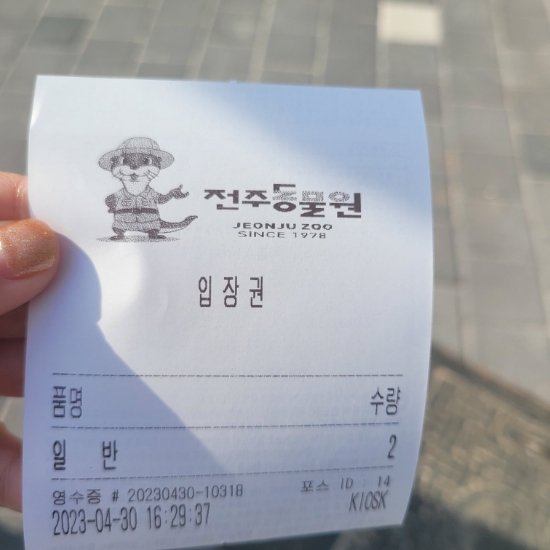 전주동물원
JEONJU ZOO
SINCE 1978
입장권
품명 수량
일 반 2
영수증 # 20230430-10318 포스 ID : 14
2023-04-30 16:29:37 KIOSK